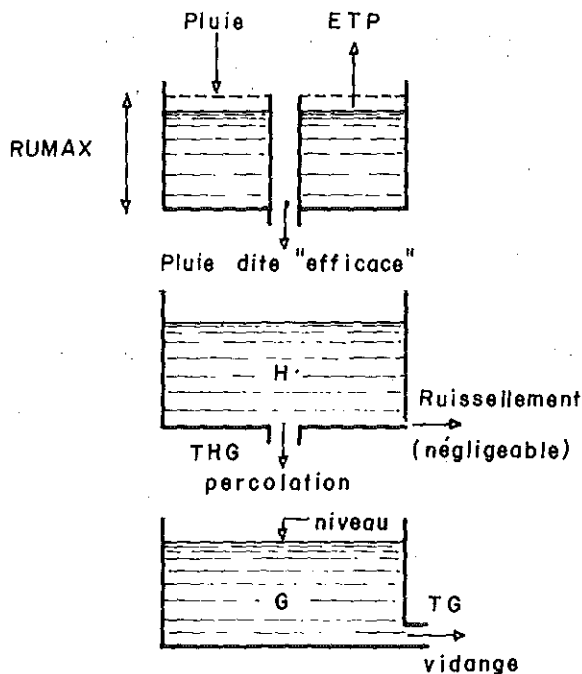 Pluie
ETP
RUMAX
Pluie dite "efficace"
H
Ruissellement
(négligeable)
THG
percolation
niveau
G
TG
vidange